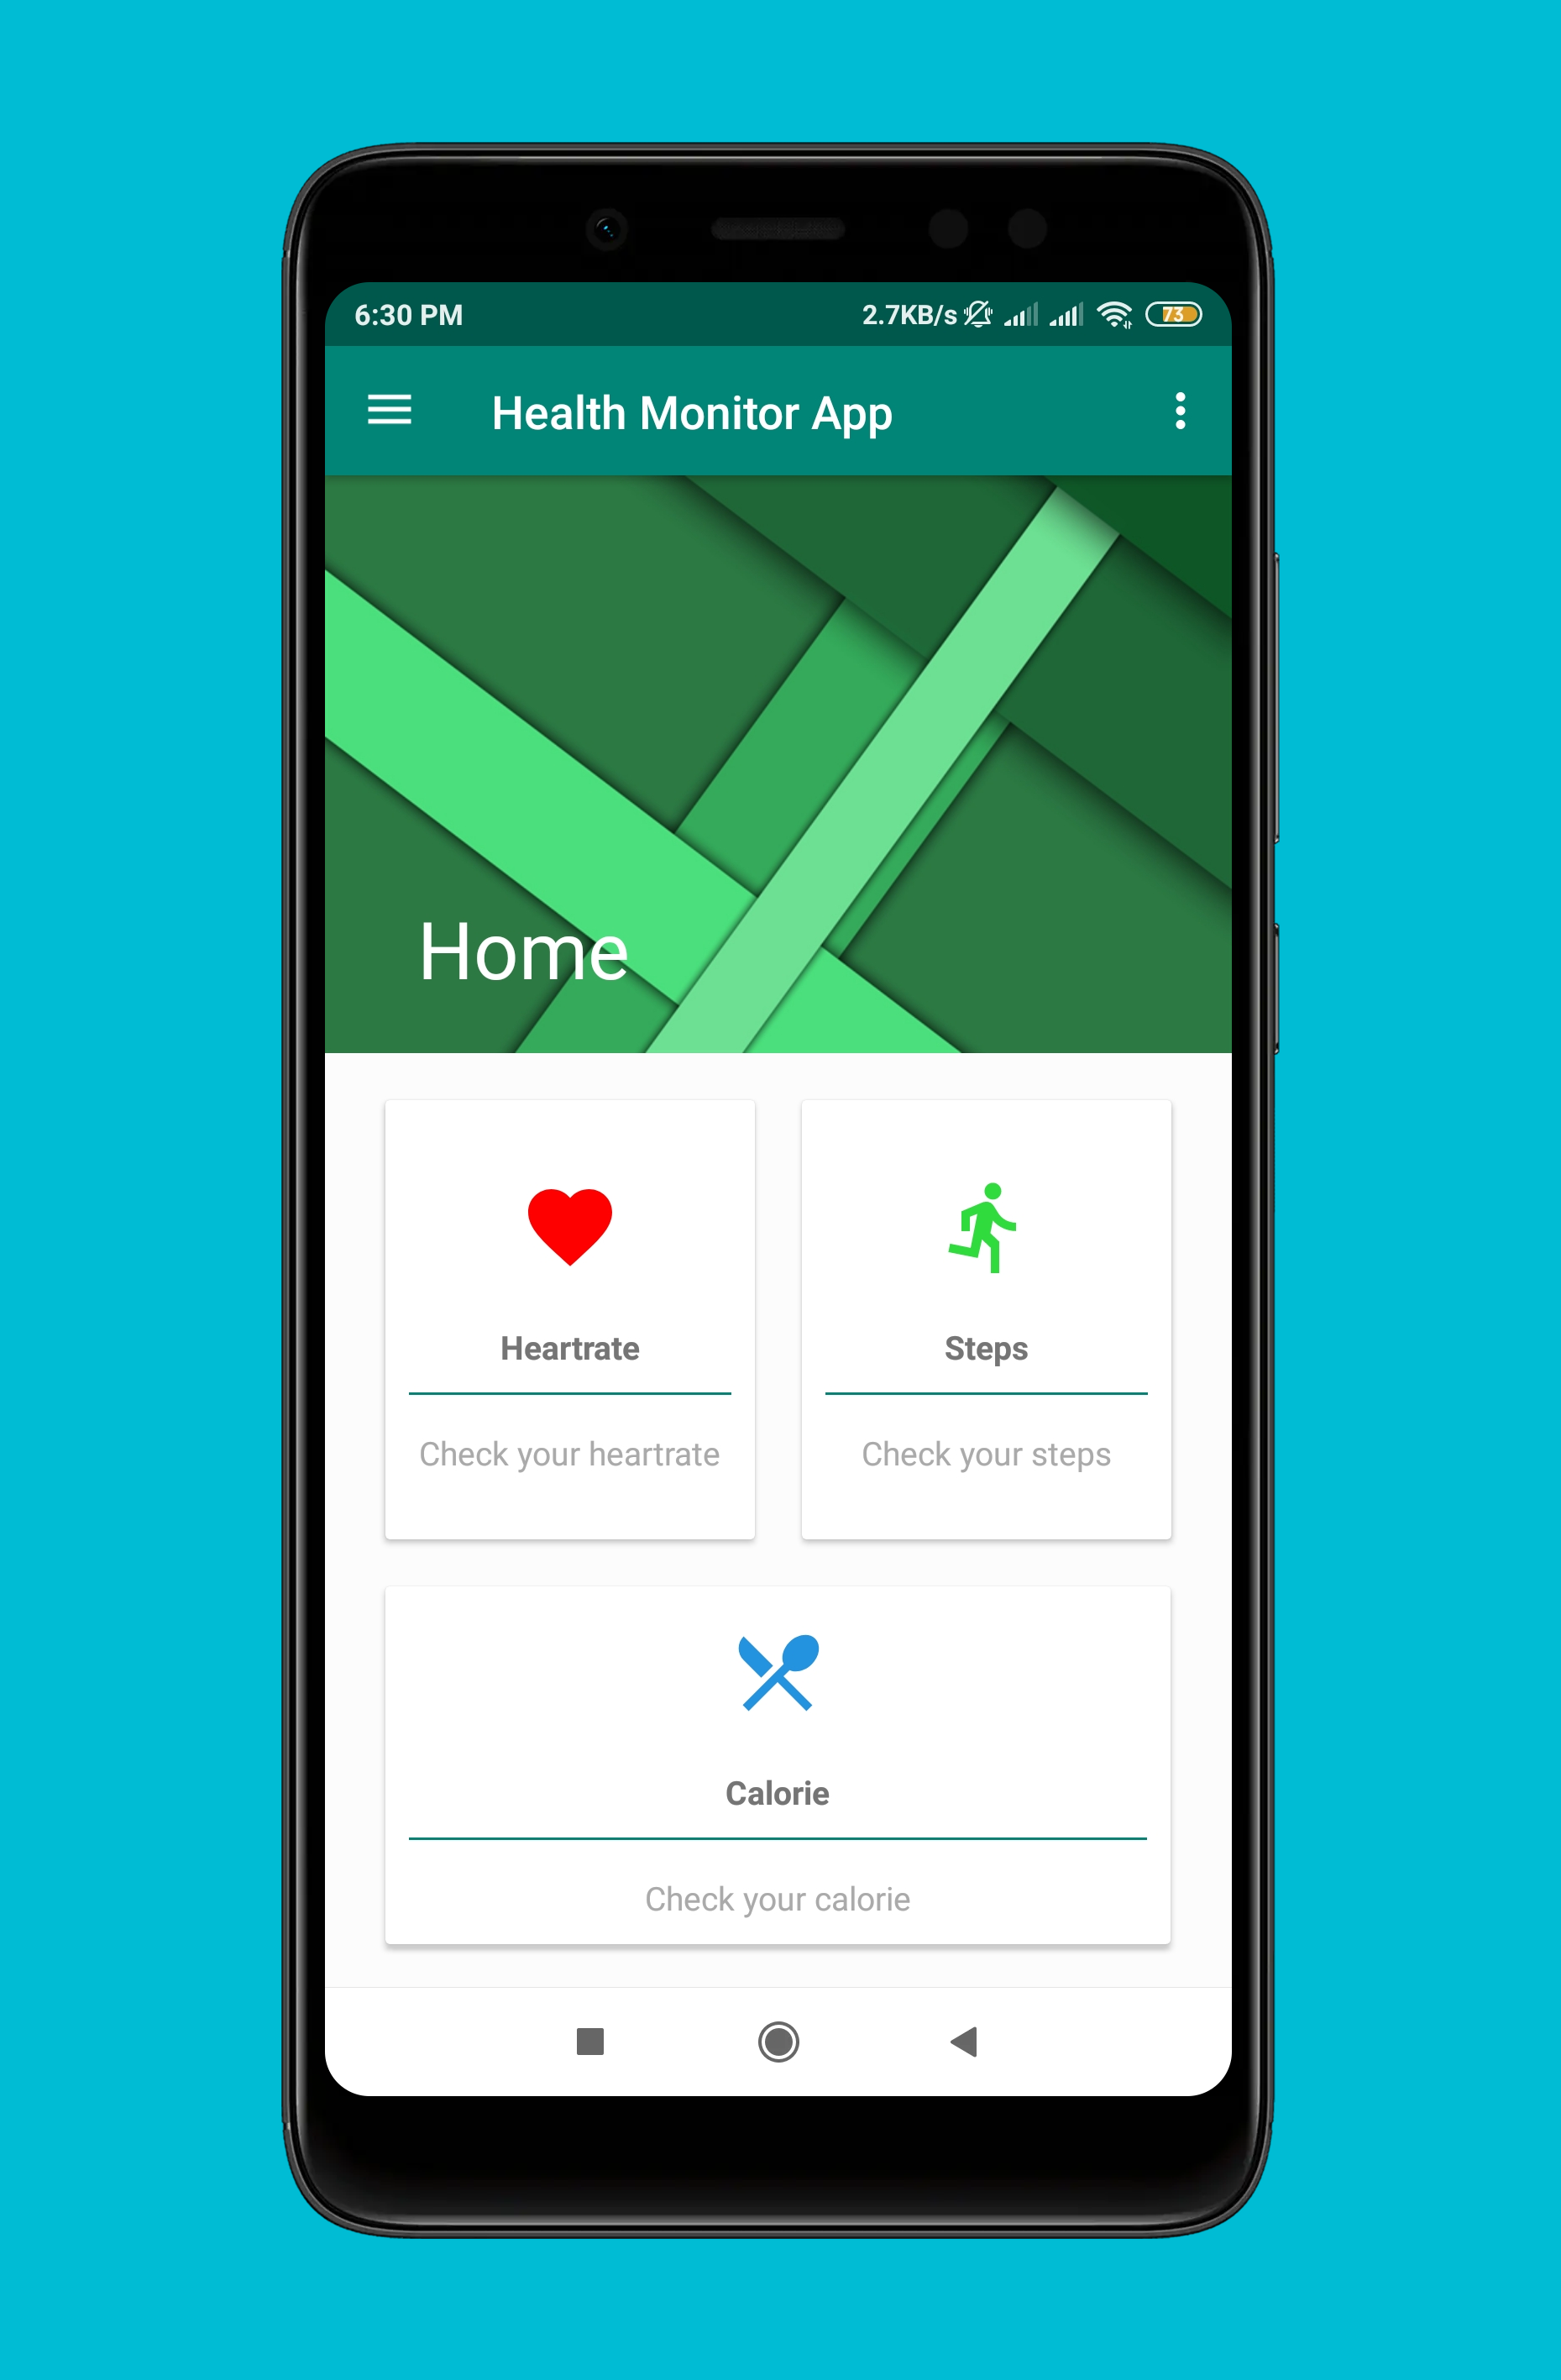 6:30 PM 2.7KB/s 73
Health Monitor App
Home
Heartrate
Check your heartrate
Steps
Check your steps
Calorie
Check your calorie